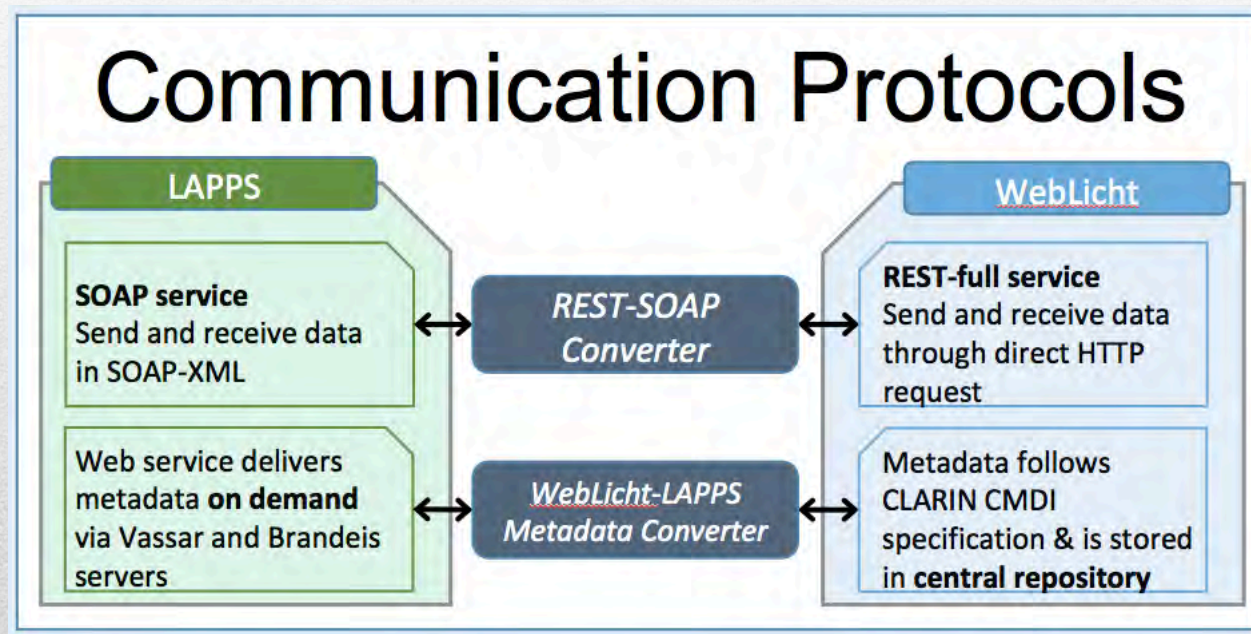 Communication Protocols
LAPPS
SOAP service
Send and receive data
in SOAP-XML
Web service delivers
metadata on demand
via Vassar and Brandeis
servers
REST-SOAP
Converter
WebLicht-LAPPS
Metadata Converter
WebLicht
REST-full service
Send and receive data
through direct HTTP
request
Metadata follows
CLARIN CMDI
specification & is stored
in central repository